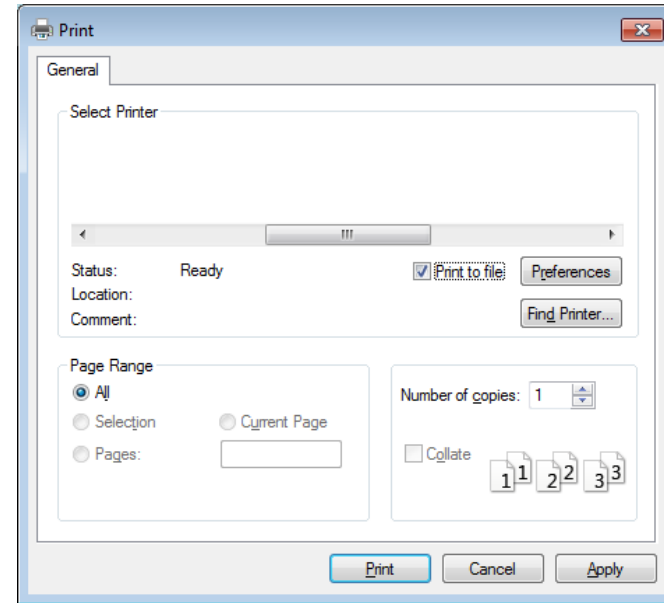 Print
General
Select Printer
Status: Ready Print to file Preferences
Location:
Comment: Find Printer...
Page Range
All Number of copies: 1
Selection Current Page
Pages: Collate
1 1 2 2 3 3
Print Cancel Apply